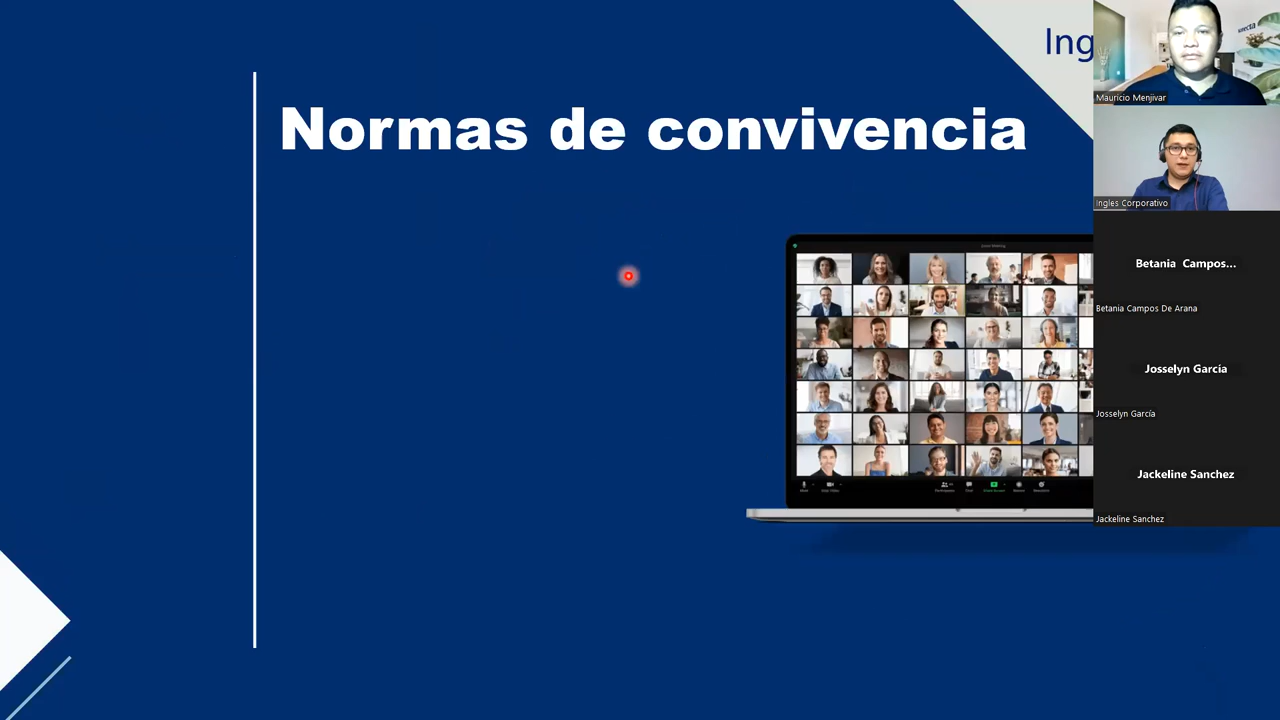 Ing
Normas de convivencia
Mauricio Menjivar
Ingles Corporativo
Betania Campos...
Betania Campos De Arana
Josselyn García
Josselyn García
Jackeline Sanchez
Jackeline Sanchez